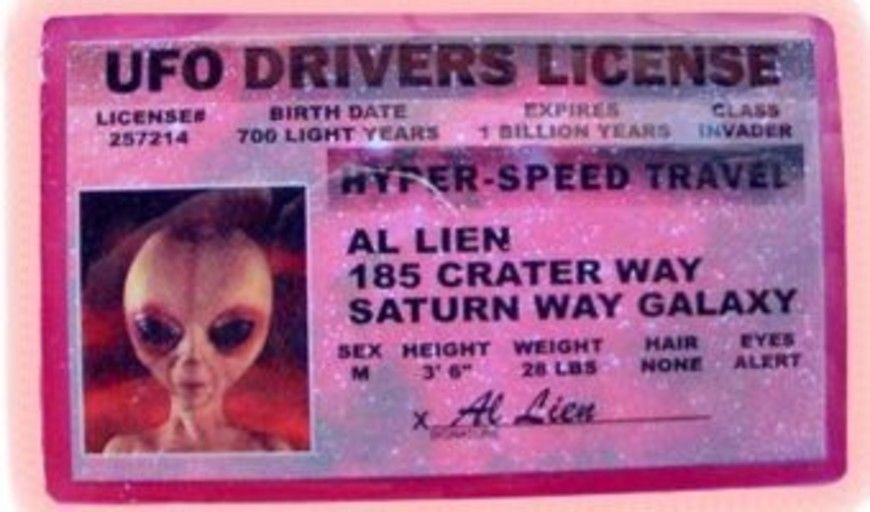 UFO DRIVERS LICENSE
LICENSE# BIRTH DATE EXPIRES CLASS
257214 700 LIGHT YEARS 1 BILLION YEARS INVADER
HYPER-SPEED TRAVEL
AL LIEN
185 CRATER WAY
SATURN WAY GALAXY
SEX HEIGHT WEIGHT HAIR EYES
M 3' 6" 28 LBS NONE ALERT
X Al Lien
SIGNATURE